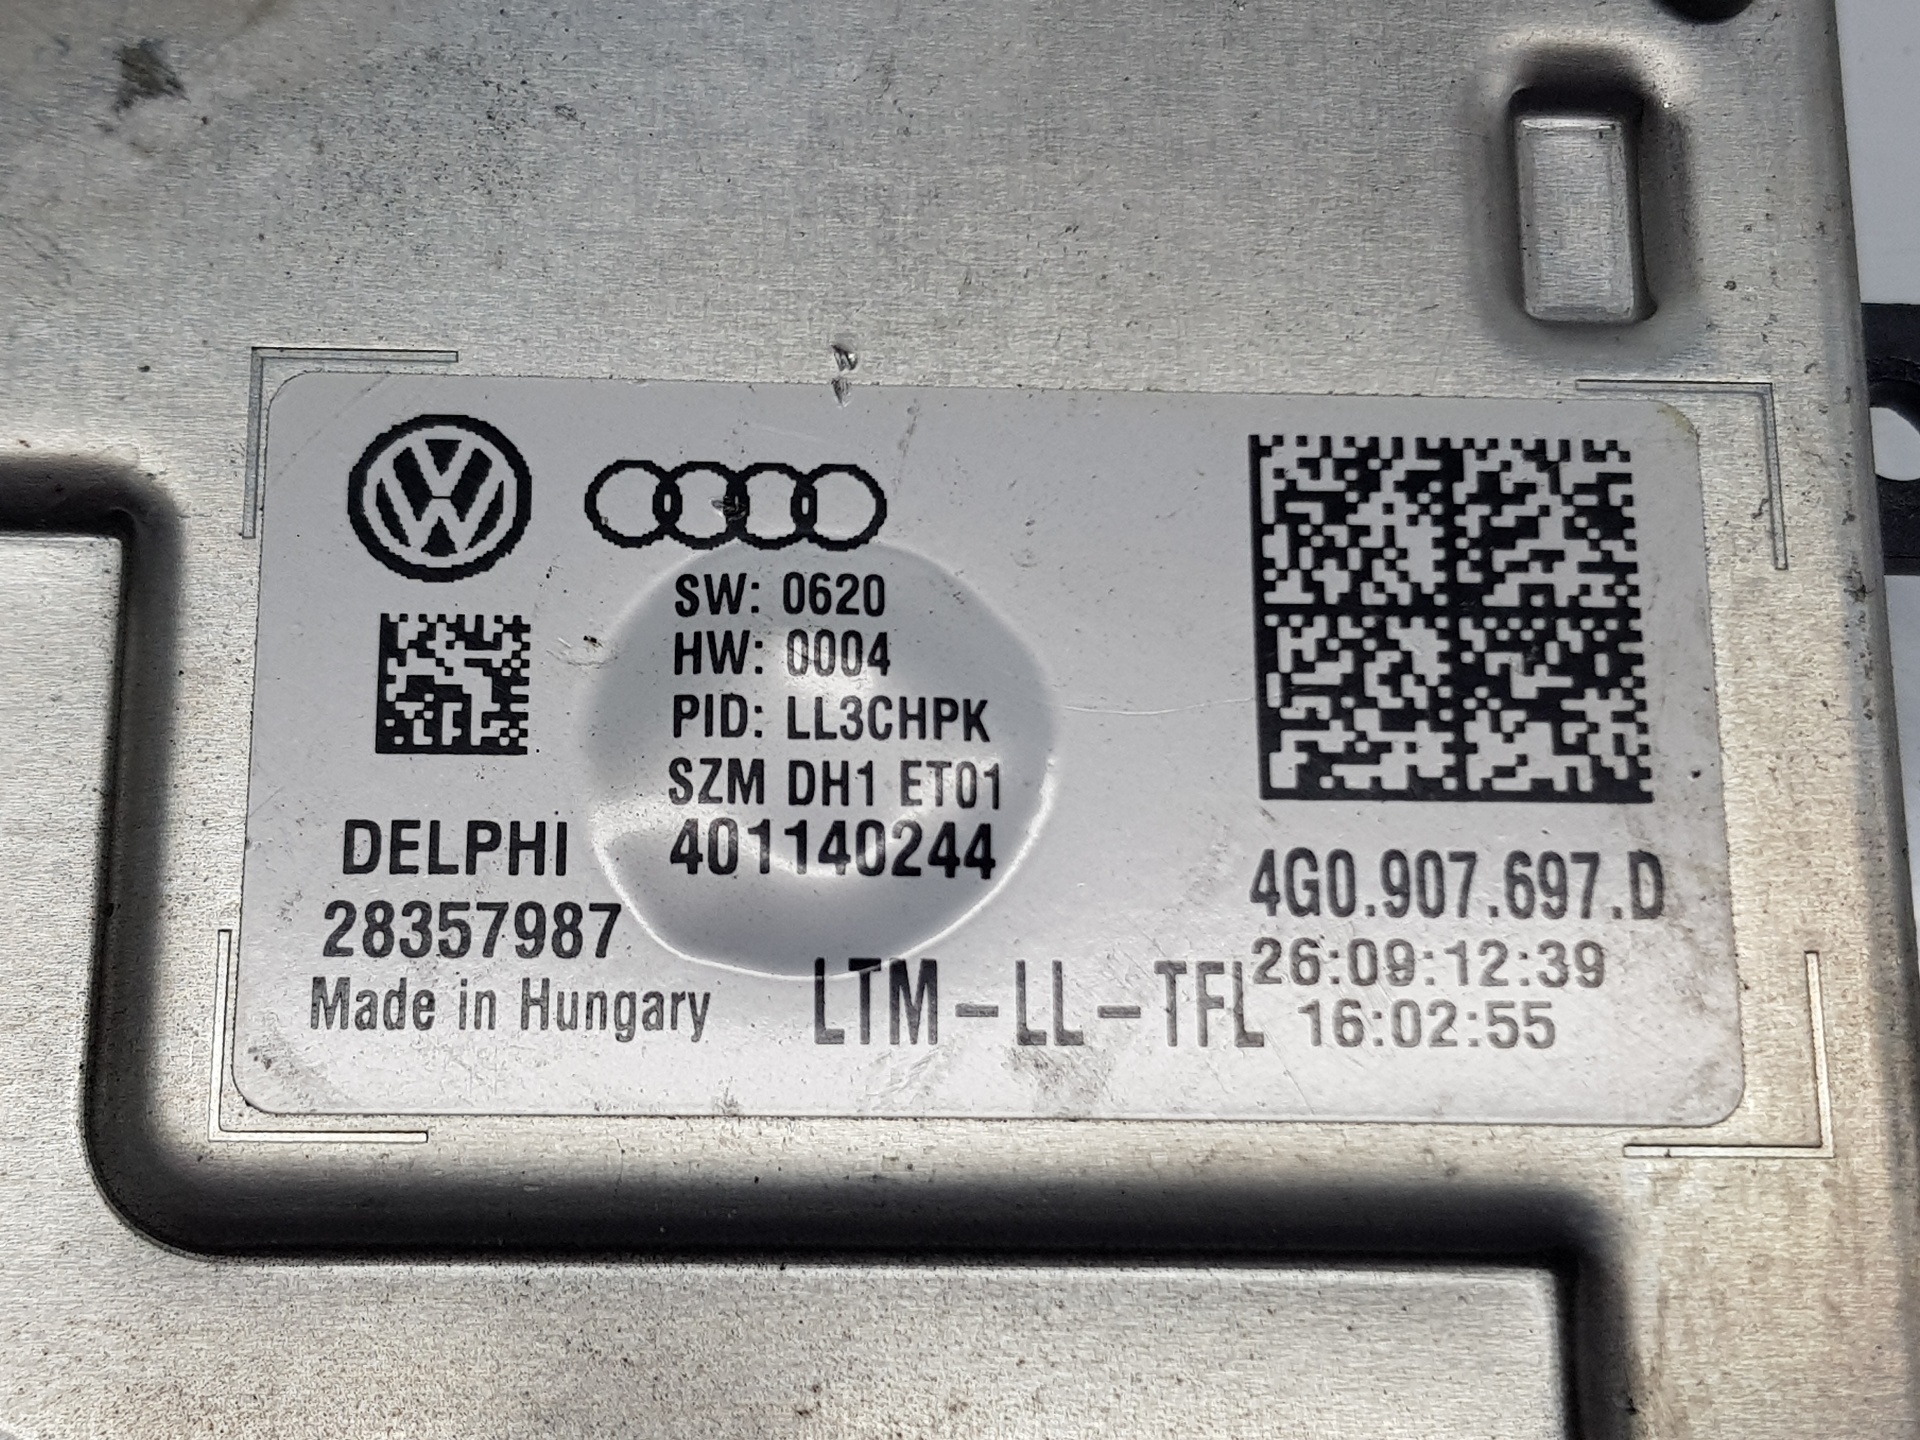 SW: 0620
HW: 0004
PID: LL3CHPK
SZM DH1 ET01
401140244
DELPHI
28357987
Made in Hungary
LTM-LL-TFL
4G0.907.697.D
26:09:12:39
16:02:55